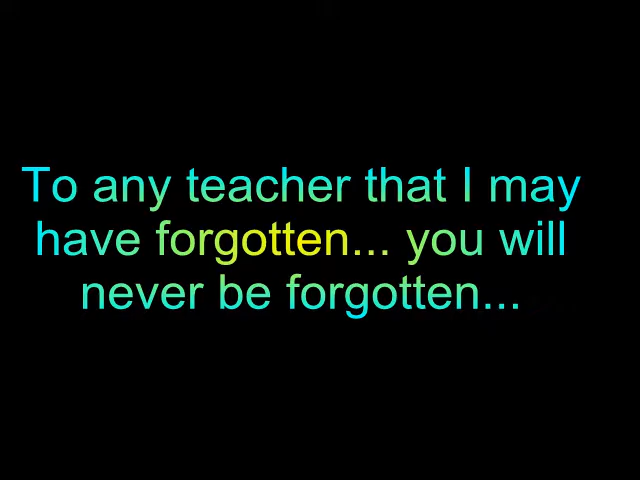 To any teacher that I may
have forgotten... you will
never be forgotten...